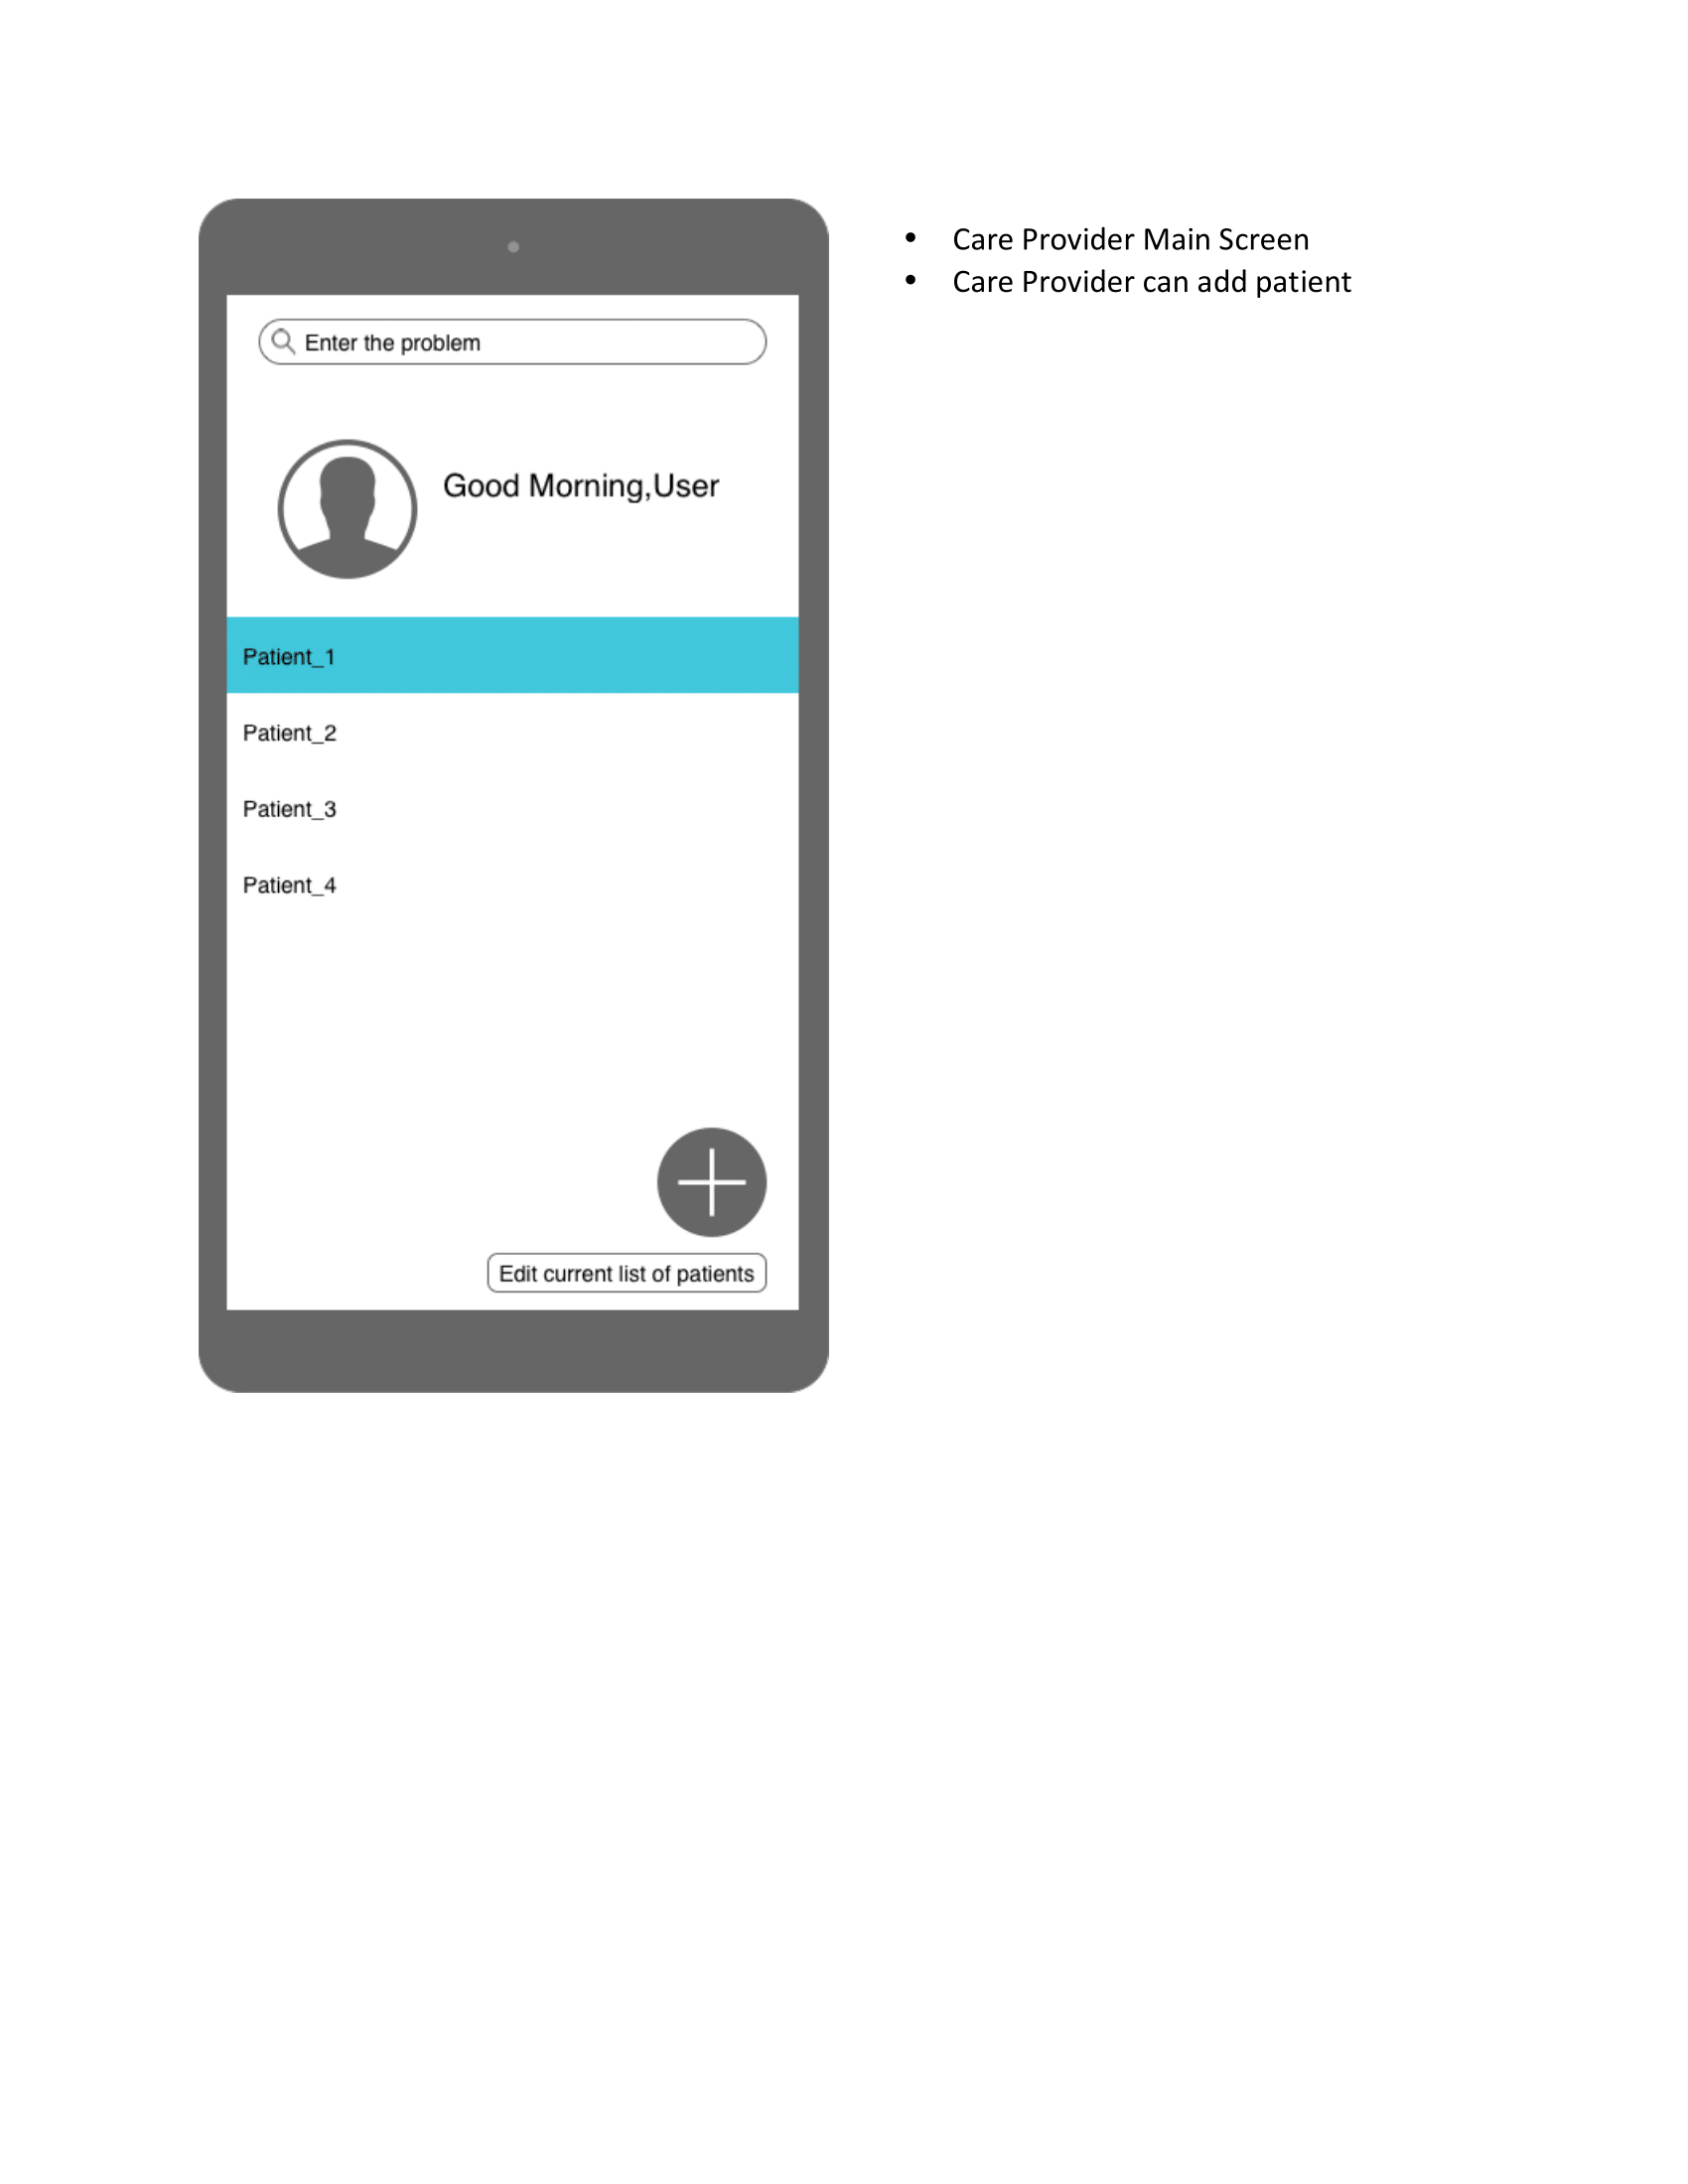 Enter the problem
Good Morning,User
Patient_1
Patient_2
Patient_3
Patient_4
Edit current list of patients
• Care Provider Main Screen
• Care Provider can add patient